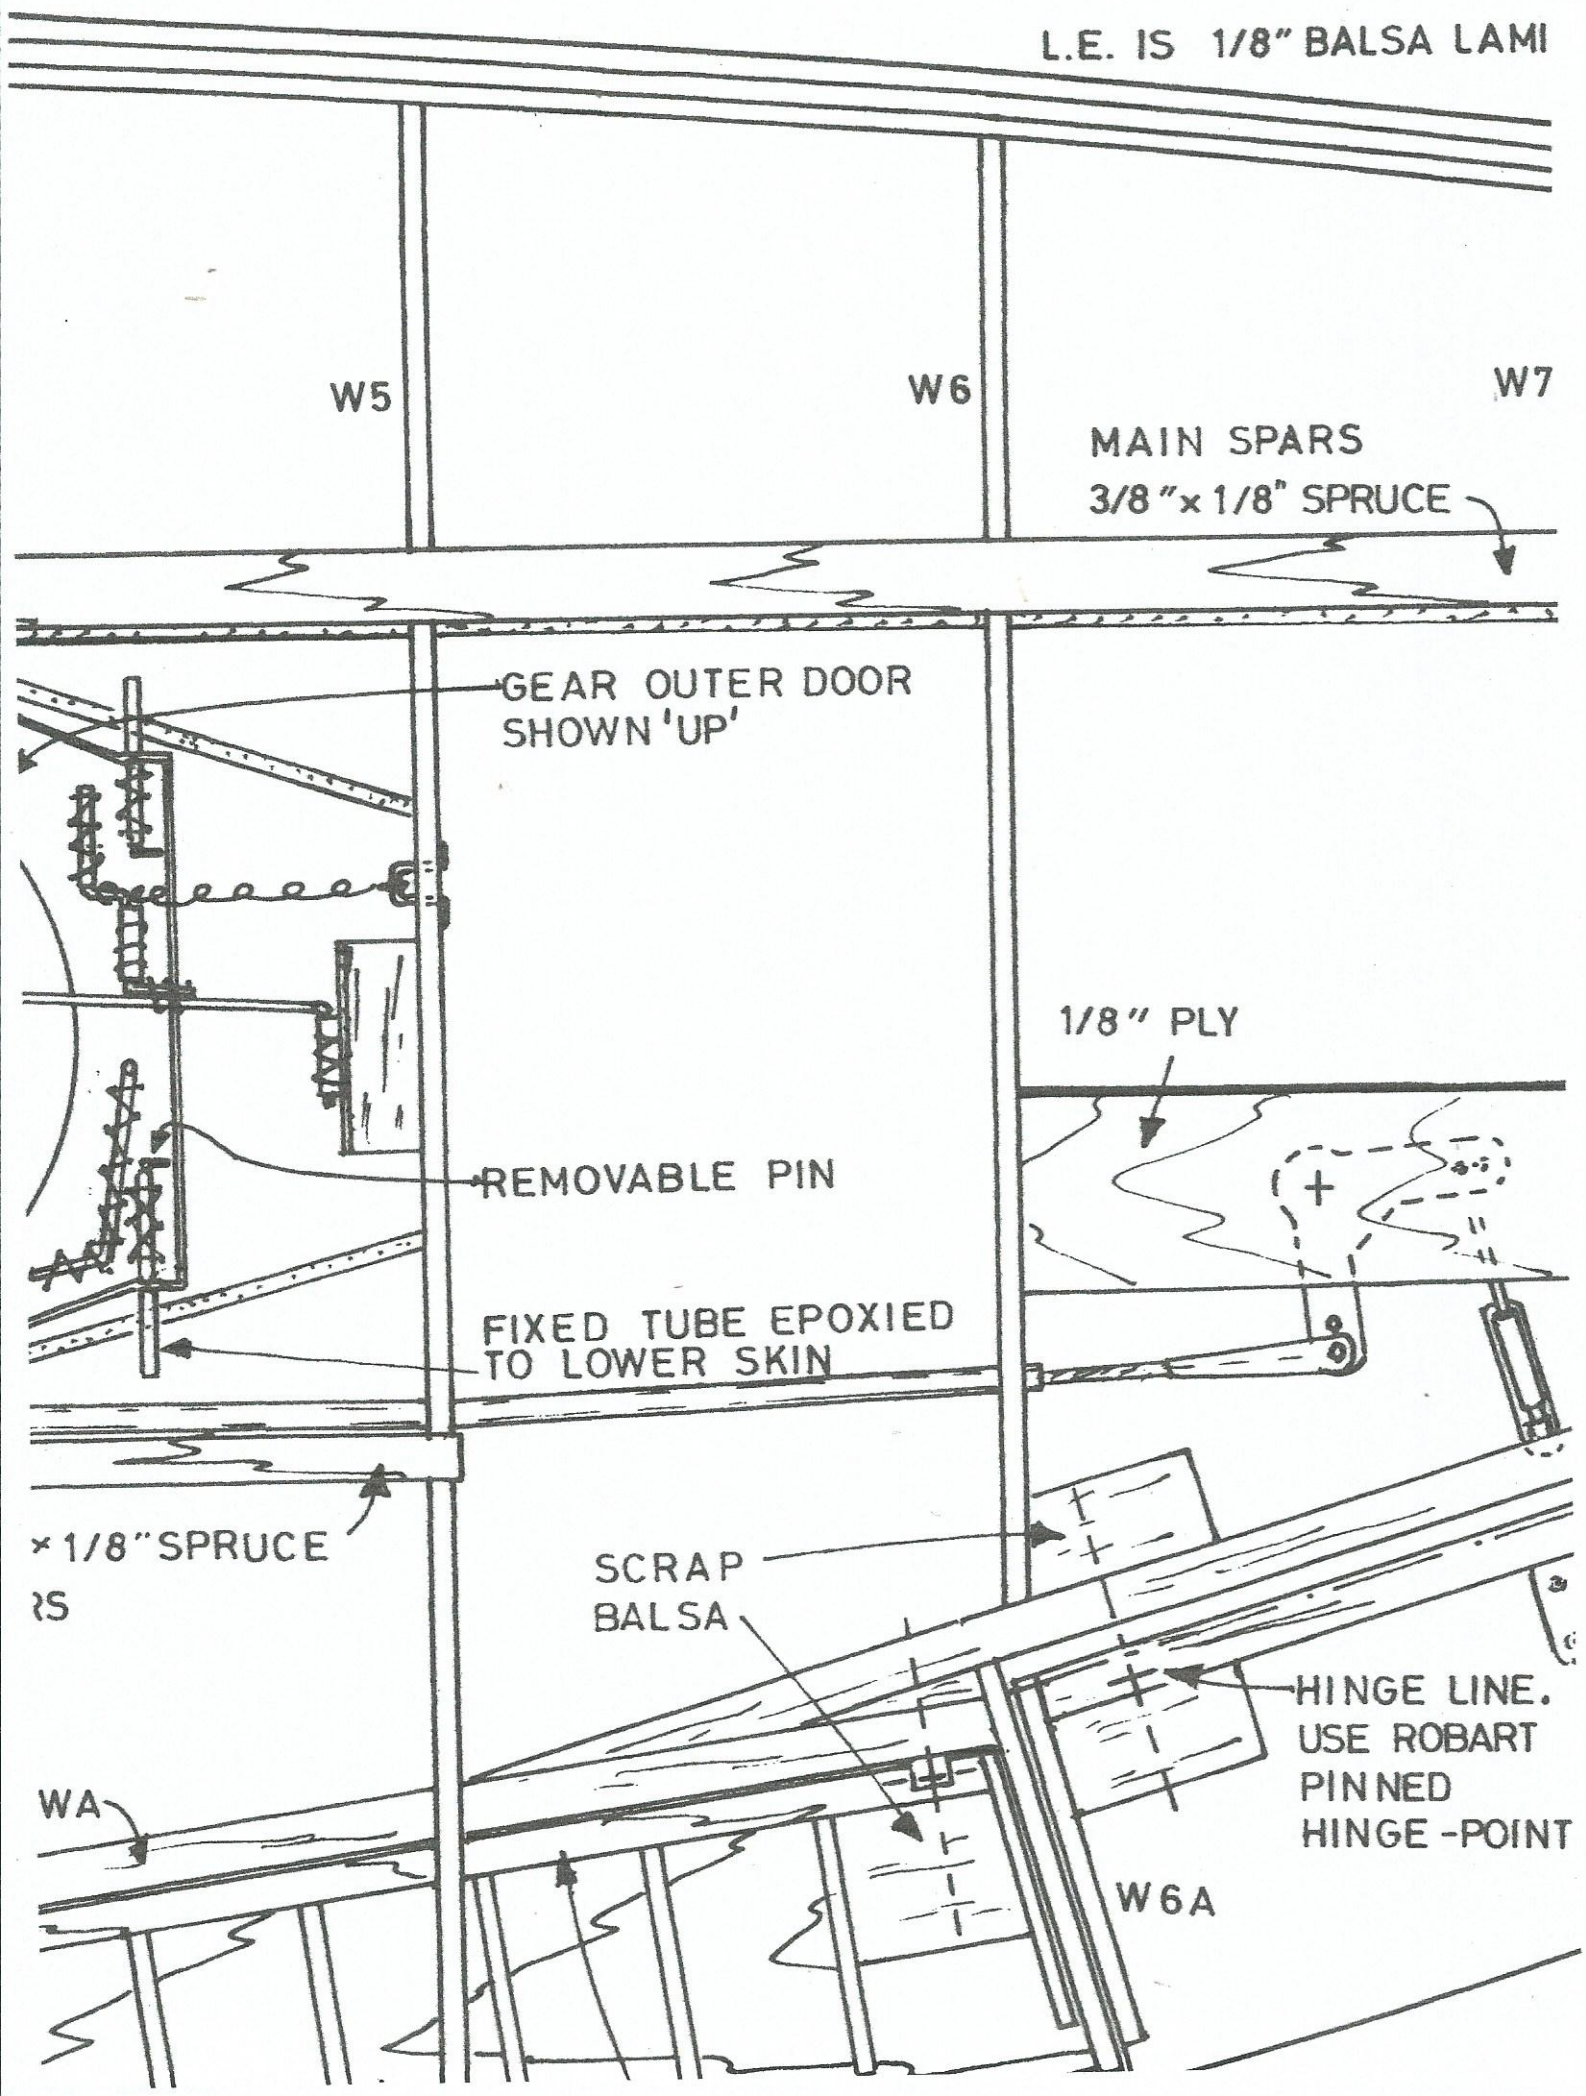 L.E. IS 1/8" BALSA LAMI
W5
W6
W7
MAIN SPARS
3/8"x 1/8" SPRUCE
GEAR OUTER DOOR
SHOWN 'UP'
1/8" PLY
REMOVABLE PIN
FIXED TUBE EPOXIED
TO LOWER SKIN
x 1/8" SPRUCE
RS
SCRAP
BALSA
HINGE LINE.
USE ROBART
PINNED
HINGE-POINT
WA
W6A